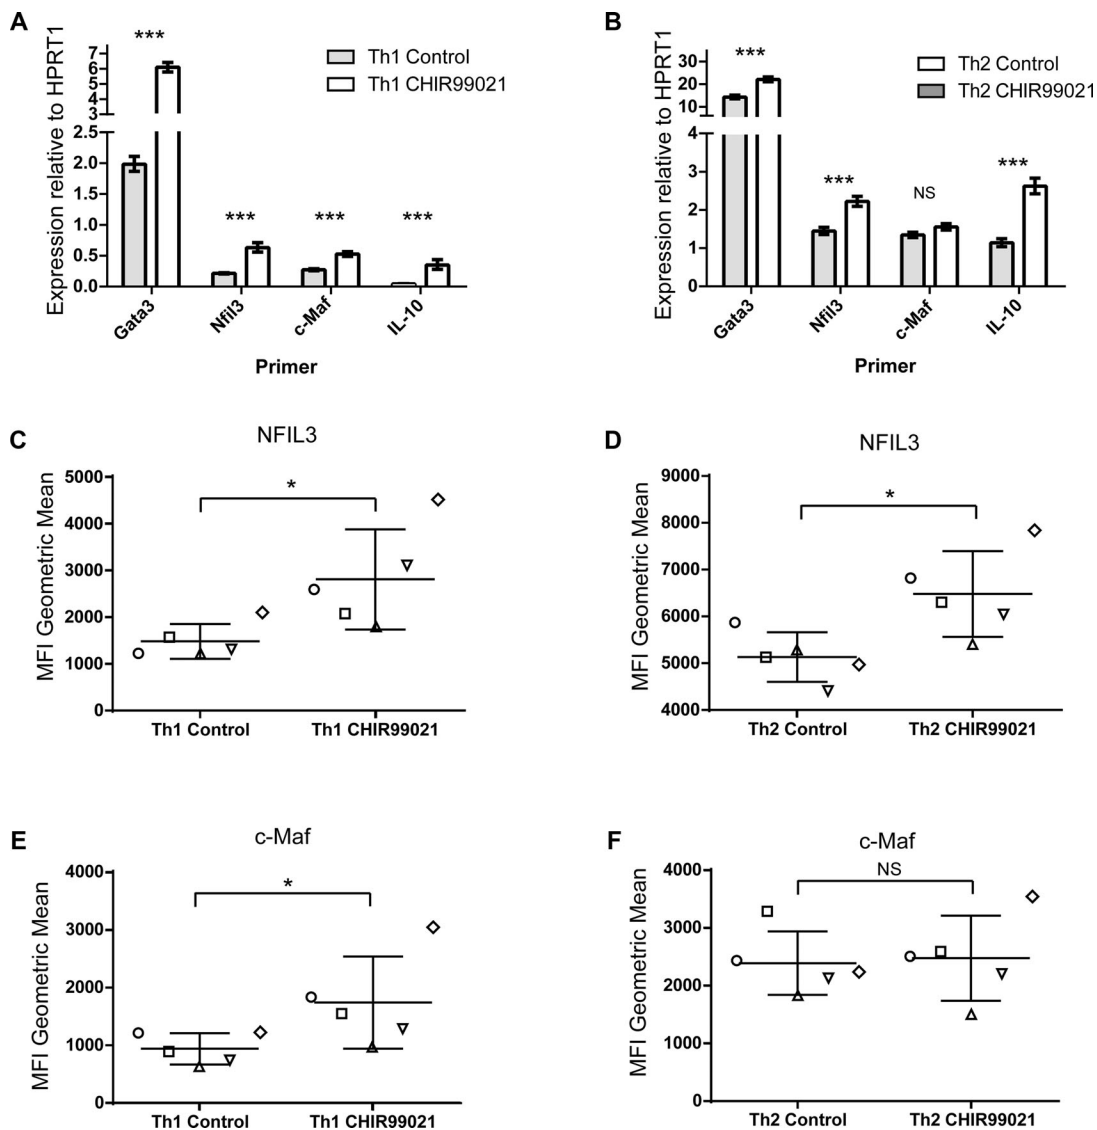 A
Expression relative to HPRT1
***
7
6
5
4
3
2.5
2.0
1.5
1.0
0.5
0.0
***
***
***
Th1 Control
Th1 CHIR99021
Gata3
Nfil3
c-Maf
IL-10
Primer
B
Expression relative to HPRT1
***
30
20
10
4
3
2
1
0
***
NS
***
Th2 Control
Th2 CHIR99021
Gata3
Nfil3
c-Maf
IL-10
Primer
C
NFIL3
MFI Geometric Mean
5000
4000
3000
2000
1000
0
*
Th1 Control
Th1 CHIR99021
D
NFIL3
MFI Geometric Mean
9000
8000
7000
6000
5000
4000
*
Th2 Control
Th2 CHIR99021
E
c-Maf
MFI Geometric Mean
4000
3000
2000
1000
0
*
Th1 Control
Th1 CHIR99021
F
c-Maf
MFI Geometric Mean
4000
3000
2000
1000
0
NS
Th2 Control
Th2 CHIR99021